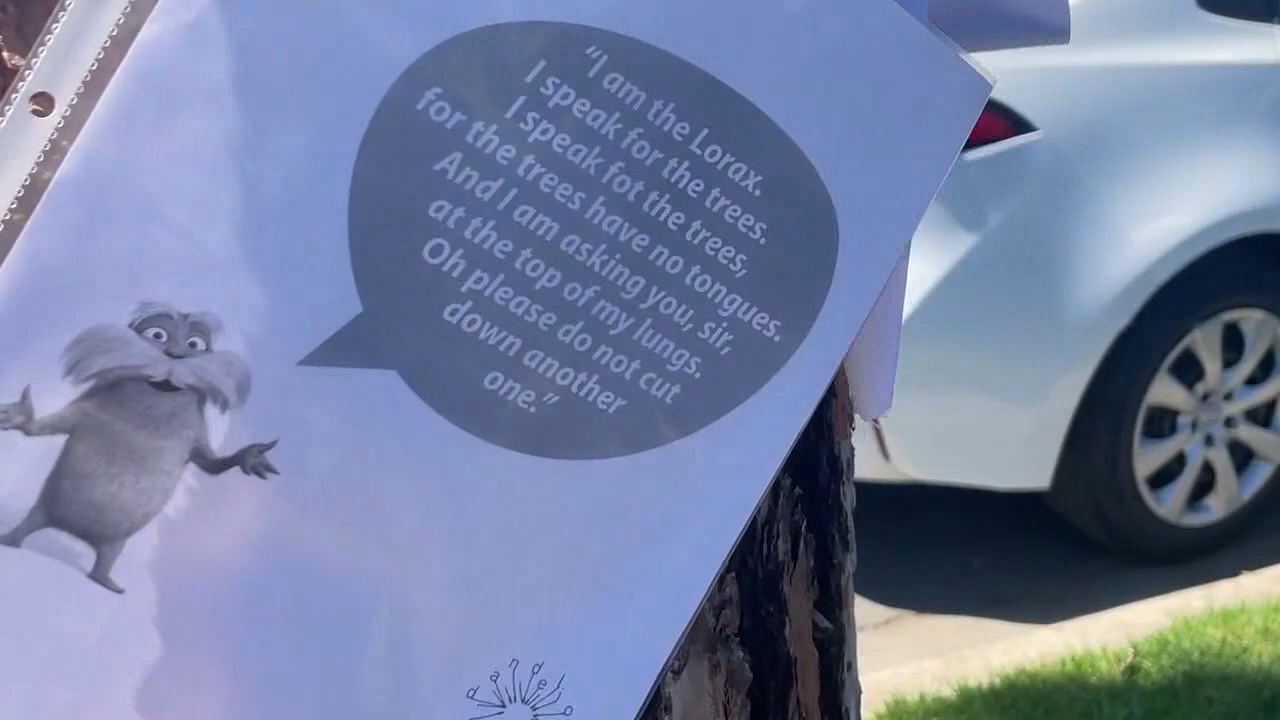 “I am the Lorax.
I speak for the trees.
I speak fot the trees,
for the trees have no tongues.
And I am asking you, sir,
at the top of my lungs.
Oh please do not cut
down another
one.”